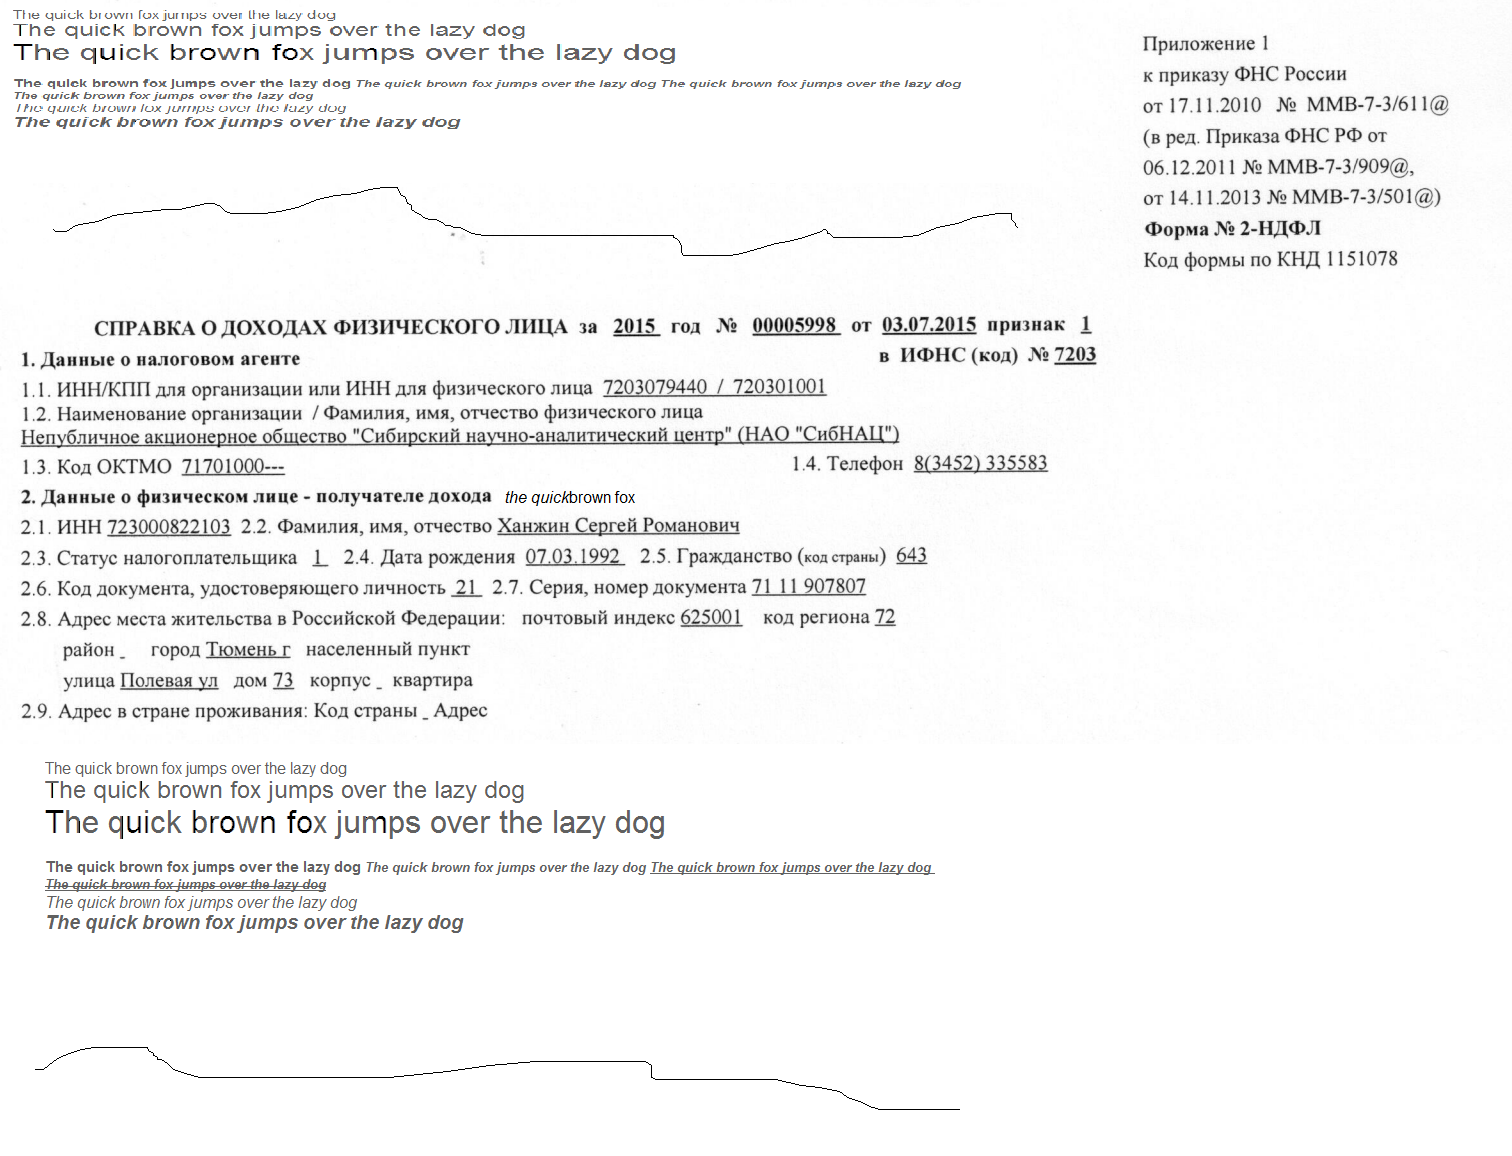 The quick brown fox jumps over the lazy dog
The quick brown fox jumps over the lazy dog
The quick brown fox jumps over the lazy dog
The quick brown fox jumps over the lazy dog The quick brown fox jumps over the lazy dog The quick brown fox jumps over the lazy dog
The quick brown fox jumps over the lazy dog
The quick brown fox jumps over the lazy dog
The quick brown fox jumps over the lazy dog
Приложение 1
к приказу ФНС России
от 17.11.2010 № ММВ-7-3/611@
(в ред. Приказа ФНС РФ от
06.12.2011 № ММВ-7-3/909@,
от 14.11.2013 № ММВ-7-3/501@)
Форма № 2-НДФЛ
Код формы по КНД 1151078
СПРАВКА О ДОХОДАХ ФИЗИЧЕСКОГО ЛИЦА за 2015 год № 00005998 от 03.07.2015 признак 1
1. Данные о налоговом агенте в ИФНС (код) № 7203
1.1. ИНН/КПП для организации или ИНН для физического лица 7203079440 / 720301001
1.2. Наименование организации / Фамилия, имя, отчество физического лица
Непубличное акционерное общество "Сибирский научно-аналитический центр" (НАО "СибНАЦ")
1.3. Код ОКТМО 71701000--- 1.4. Телефон 8(3452) 335583
2. Данные о физическом лице - получателе дохода the quickbrown fox
2.1. ИНН 723000822103 2.2. Фамилия, имя, отчество Ханжин Сергей Романович
2.3. Статус налогоплательщика 1 2.4. Дата рождения 07.03.1992 2.5. Гражданство (код страны) 643
2.6. Код документа, удостоверяющего личность 21 2.7. Серия, номер документа 71 11 907807
2.8. Адрес места жительства в Российской Федерации: почтовый индекс 625001 код региона 72
район _ город Тюмень г населенный пункт
улица Полевая ул дом 73 корпус _ квартира
2.9. Адрес в стране проживания: Код страны _ Адрес
The quick brown fox jumps over the lazy dog
The quick brown fox jumps over the lazy dog
The quick brown fox jumps over the lazy dog
The quick brown fox jumps over the lazy dog The quick brown fox jumps over the lazy dog The quick brown fox jumps over the lazy dog
The quick brown fox jumps over the lazy dog
The quick brown fox jumps over the lazy dog
The quick brown fox jumps over the lazy dog